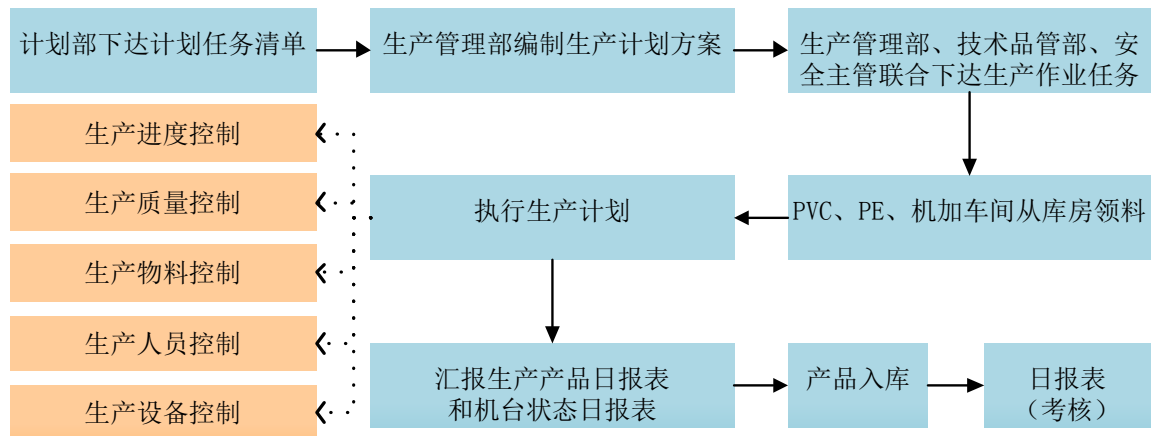 计划部下达计划任务清单
生产管理部编制生产计划方案
生产管理部、技术品管部、安
全主管联合下达生产作业任务
生产进度控制
生产质量控制
执行生产计划
PVC、PE、机加车间从库房领料
生产物料控制
生产人员控制
汇报生产产品日报表
和机台状态日报表
产品入库
日报表
（考核）
生产设备控制